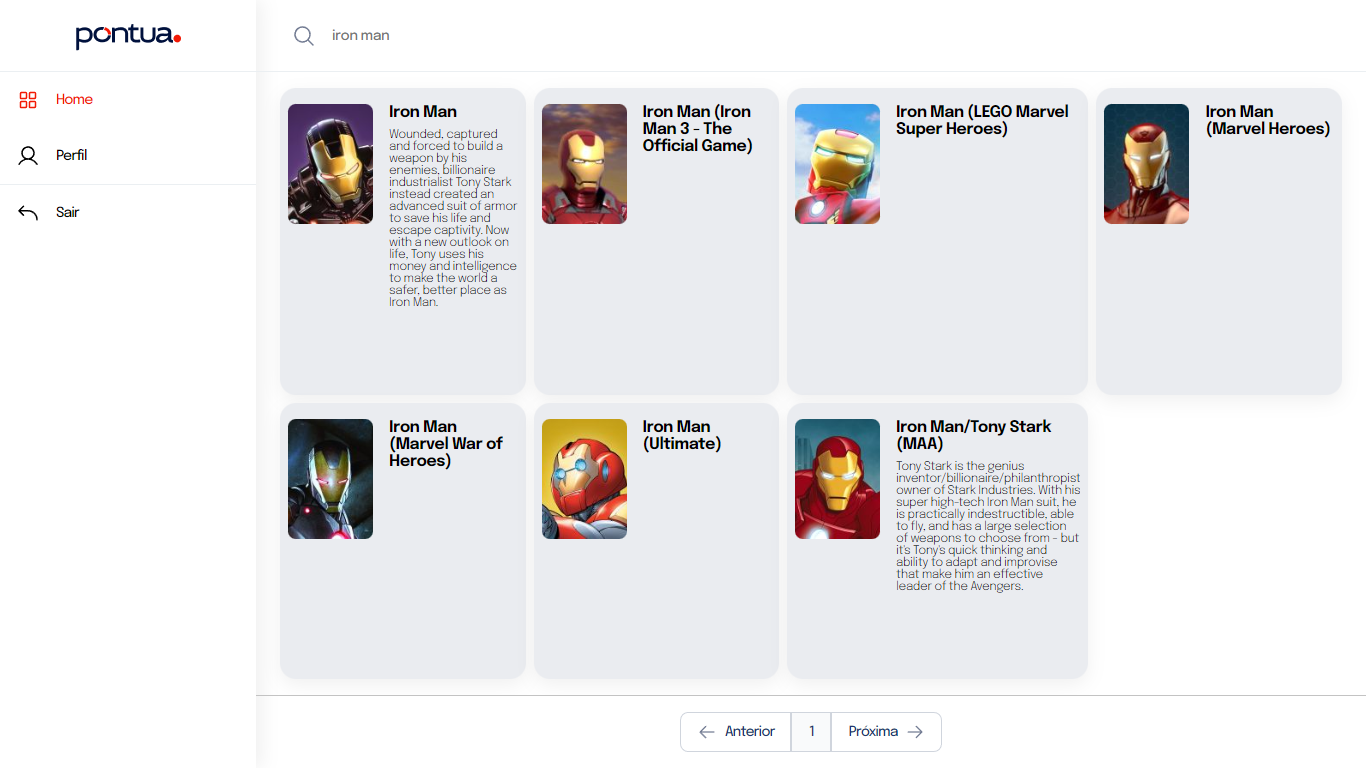 pontua.
iron man
Home
Perfil
Sair
Iron Man
Wounded, captured
and forced to build a
weapon by his
enemies, billionaire
industrialist Tony Stark
instead created an
advanced suit of armor
to save his life and
escape captivity. Now
with a new outlook on
life, Tony uses his
money and intelligence
to make the world a
safer, better place as
Iron Man.
Iron Man (Iron
Man 3 - The
Official Game)
Iron Man (LEGO Marvel
Super Heroes)
Iron Man
(Marvel Heroes)
Iron Man
(Marvel War of
Heroes)
Iron Man
(Ultimate)
Iron Man/Tony Stark
(MAA)
Tony Stark is the genius
inventor/billionaire/philanthropist
owner of Stark Industries. With his
super high-tech Iron Man suit, he
is practically indestructible, able
to fly, and has a large selection
of weapons to choose from - but
it's Tony's quick thinking and
ability to adapt and improvise
that make him an effective
leader of the Avengers.
Anterior
1
Próxima